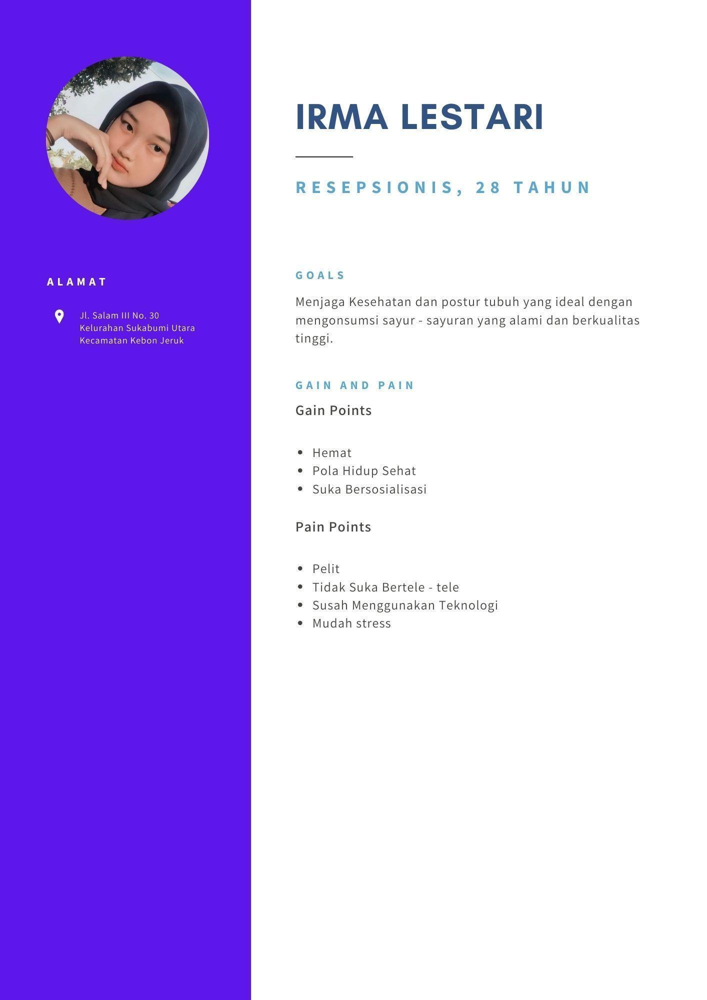 IRMA LESTARI
RESEPSIONIS, 28 TAHUN
ALAMAT
Jl. Salam III No. 30
Kelurahan Sukabumi Utara
Kecamatan Kebon Jeruk
GOALS
Menjaga Kesehatan dan postur tubuh yang ideal dengan
mengonsumsi sayur - sayuran yang alami dan berkualitas
tinggi.
GAIN AND PAIN
Gain Points
• Hemat
• Pola Hidup Sehat
• Suka Bersosialisasi
Pain Points
• Pelit
• Tidak Suka Bertele - tele
• Susah Menggunakan Teknologi
• Mudah stress